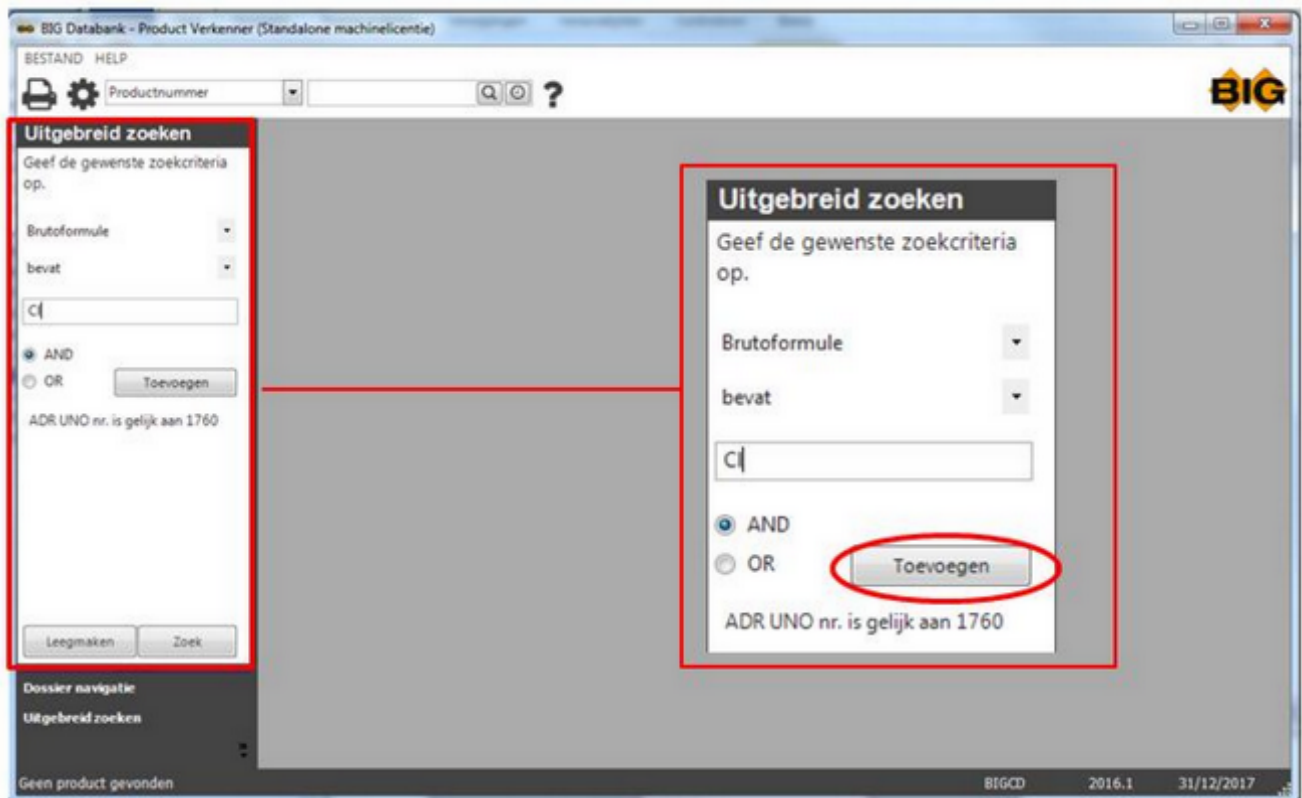 BIG Databank - Product Verkenner (Standalone machinelicentie)
BESTAND HELP
Productnummer
?
BIG
Uitgebreid zoeken
Geef de gewenste zoekcriteria
op.
Brutoformule
bevat
Cl
AND
OR
Toevoegen
ADR UNO nr. is gelijk aan 1760
Leegmaken
Zoek
Uitgebreid zoeken
Geef de gewenste zoekcriteria
op.
Brutoformule
bevat
Cl
AND
OR
Toevoegen
ADR UNO nr. is gelijk aan 1760
Dossier navigatie
Uitgebreid zoeken
Geen product gevonden
BIGCD 2016.1 31/12/2017